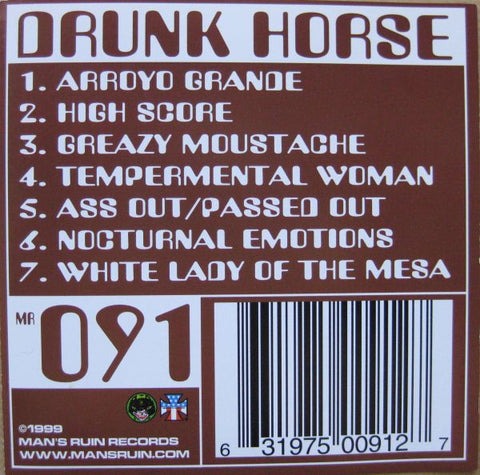 DRUNK HORSE
1. ARROYO GRANDE
2. HIGH SCORE
3. GREAZY MOUSTACHE
4. TEMPERMENTAL WOMAN
5. ASS OUT/PASSED OUT
6. NOCTURNAL EMOTIONS
7. WHITE LADY OF THE MESA
MR 091
©1999
MAN'S RUIN RECORDS
WWW.MANSRUIN.COM
6 31975 00912 7